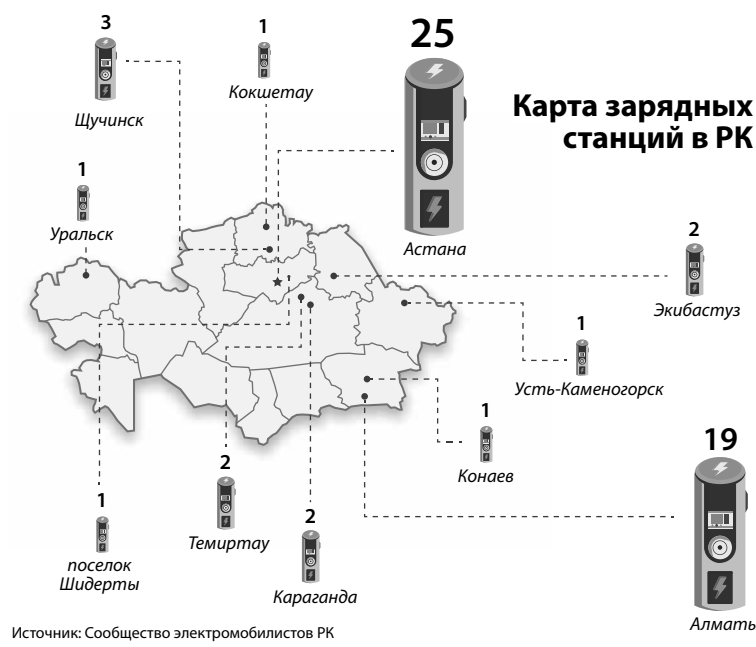 Карта зарядных
станций в РК
3
Щучинск
1
Кокшетау
25
Астана
1
Уральск
2
Экибастуз
1
Усть-Каменогорск
1
Конаев
19
Алматы
2
Темиртау
2
Караганда
1
поселок
Шидерты
Источник: Сообщество электромобилистов РК